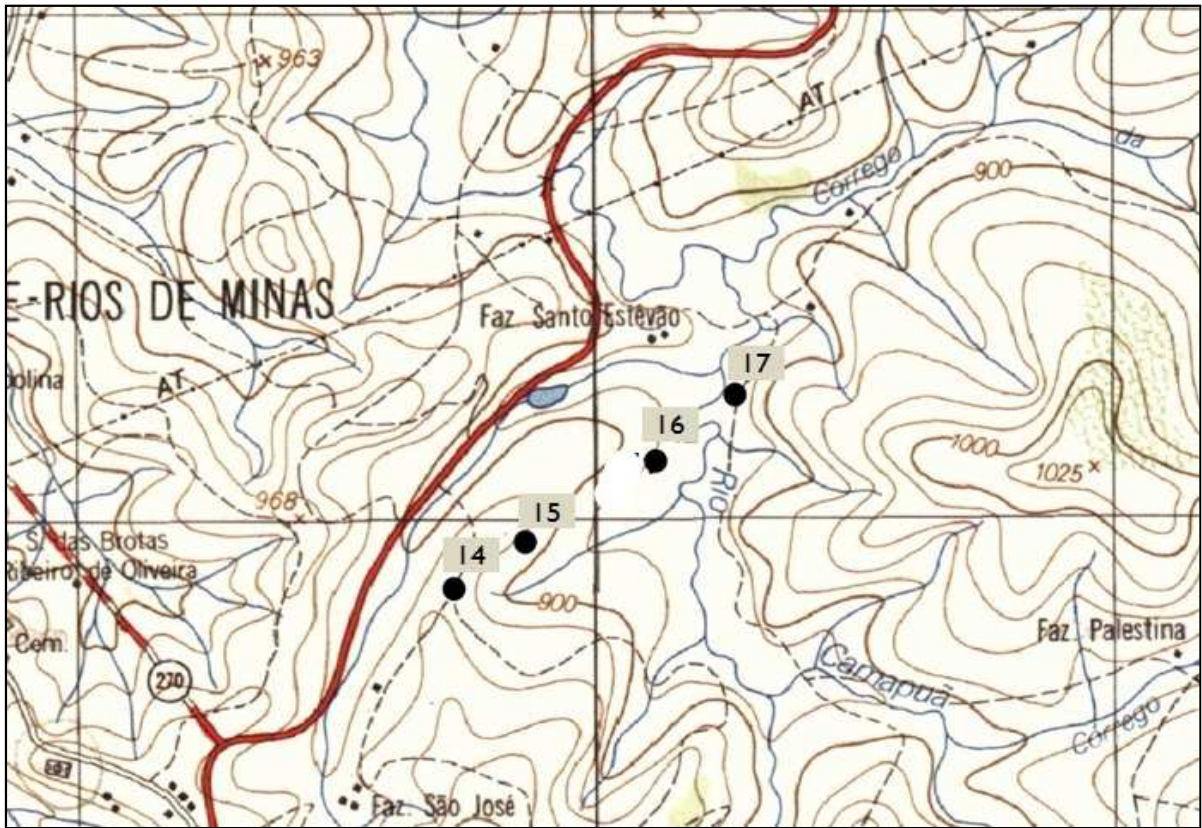 963
AT
da
Córrego
900
E-RIOS DE MINAS
Faz. Santo Estêvão
17
olina
AT
16
1000
1025
Rio
968
15
S. das Brotas
Ribeiro de Oliveira
14
900
Cem.
Faz. Palestina
270
Camapuã
Córrego
Faz. São José